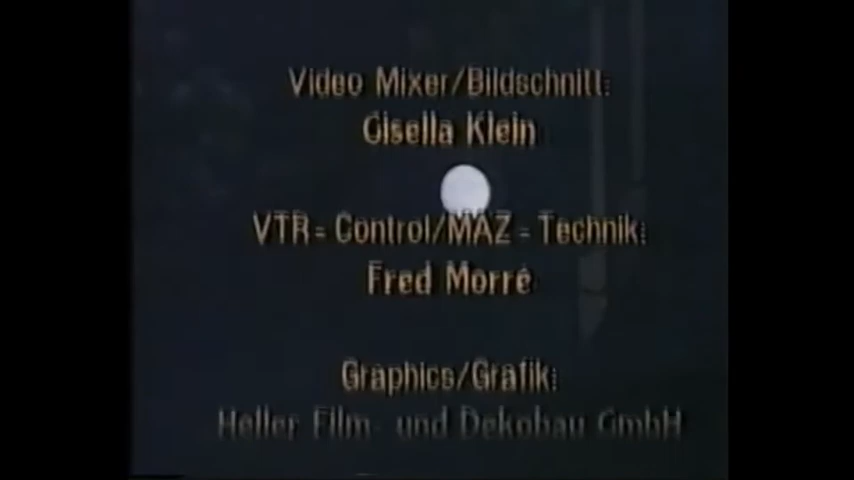 Video Mixer/Bildschnitt:
Gisella Klein
VTR-Control/MAZ-Technik:
Fred Morré
Graphics/Grafik:
Heller Film- und Dekobau GmbH